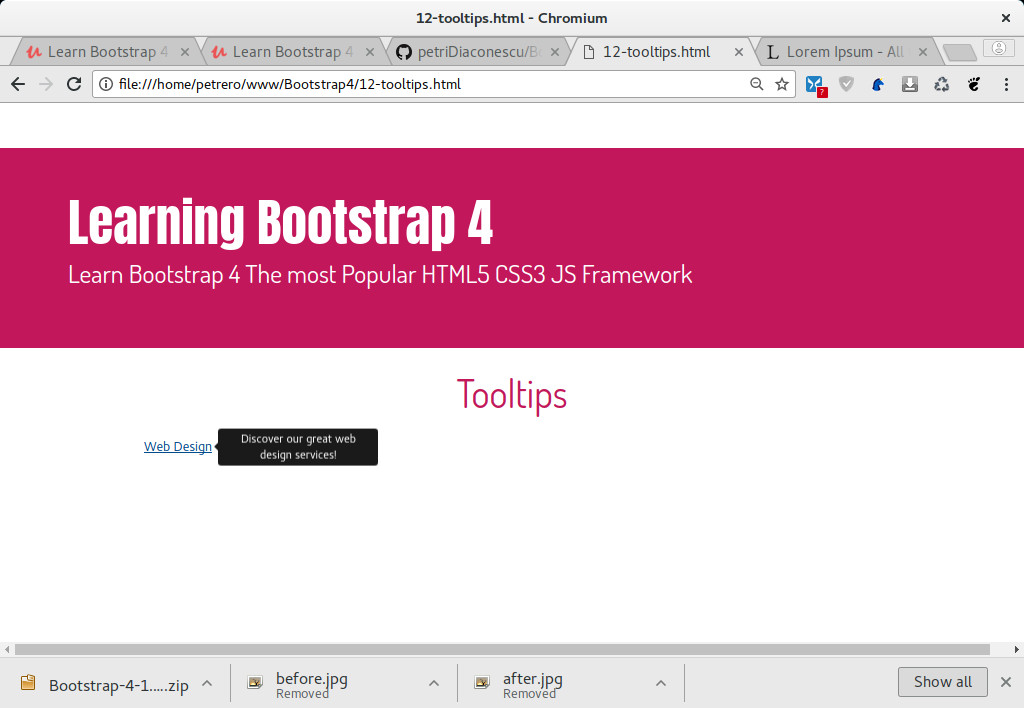 12-tooltips.html - Chromium
Learn Bootstrap 4
Learn Bootstrap 4
petriDiaconescu/Bo
12-tooltips.html
Lorem Ipsum - All
file:///home/petrero/www/Bootstrap4/12-tooltips.html
Learning Bootstrap 4
Learn Bootstrap 4 The most Popular HTML5 CSS3 JS Framework
Tooltips
Web Design
Discover our great web
design services!
Bootstrap-4-1.....zip
before.jpg
Removed
after.jpg
Removed
Show all